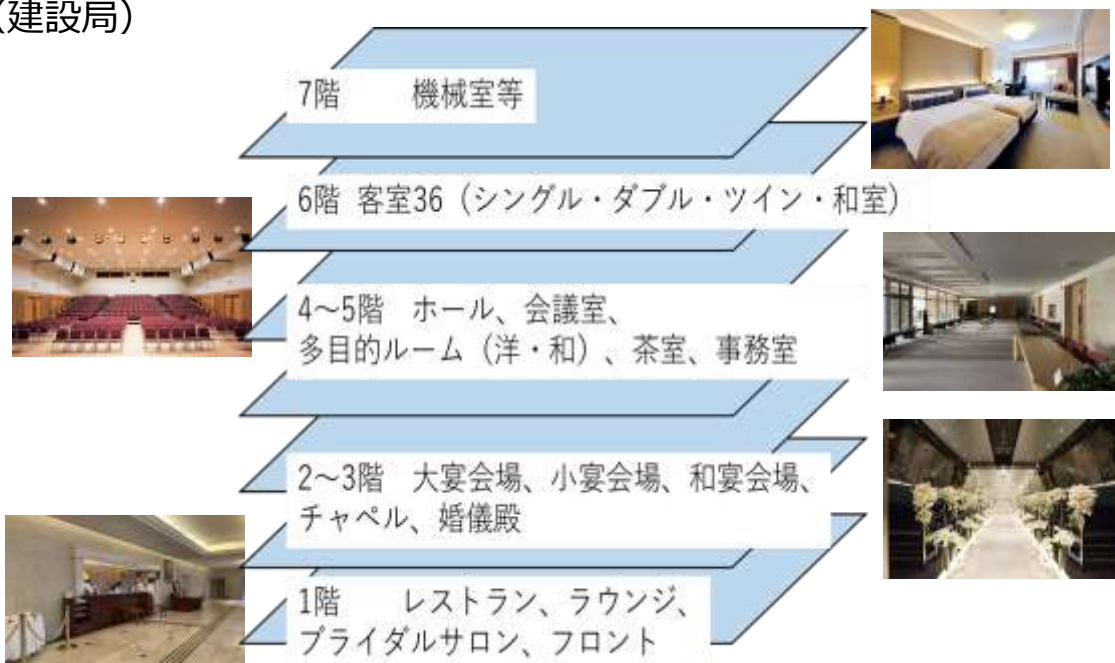 （建設局）
7階　　機械室等
6階 客室36（シングル・ダブル・ツイン・和室）
4～5階　ホール、会議室、
多目的ルーム（洋・和）、茶室、事務室
2～3階　大宴会場、小宴会場、和宴会場、
チャペル、婚儀殿
1階　　レストラン、ラウンジ、
ブライダルサロン、フロント